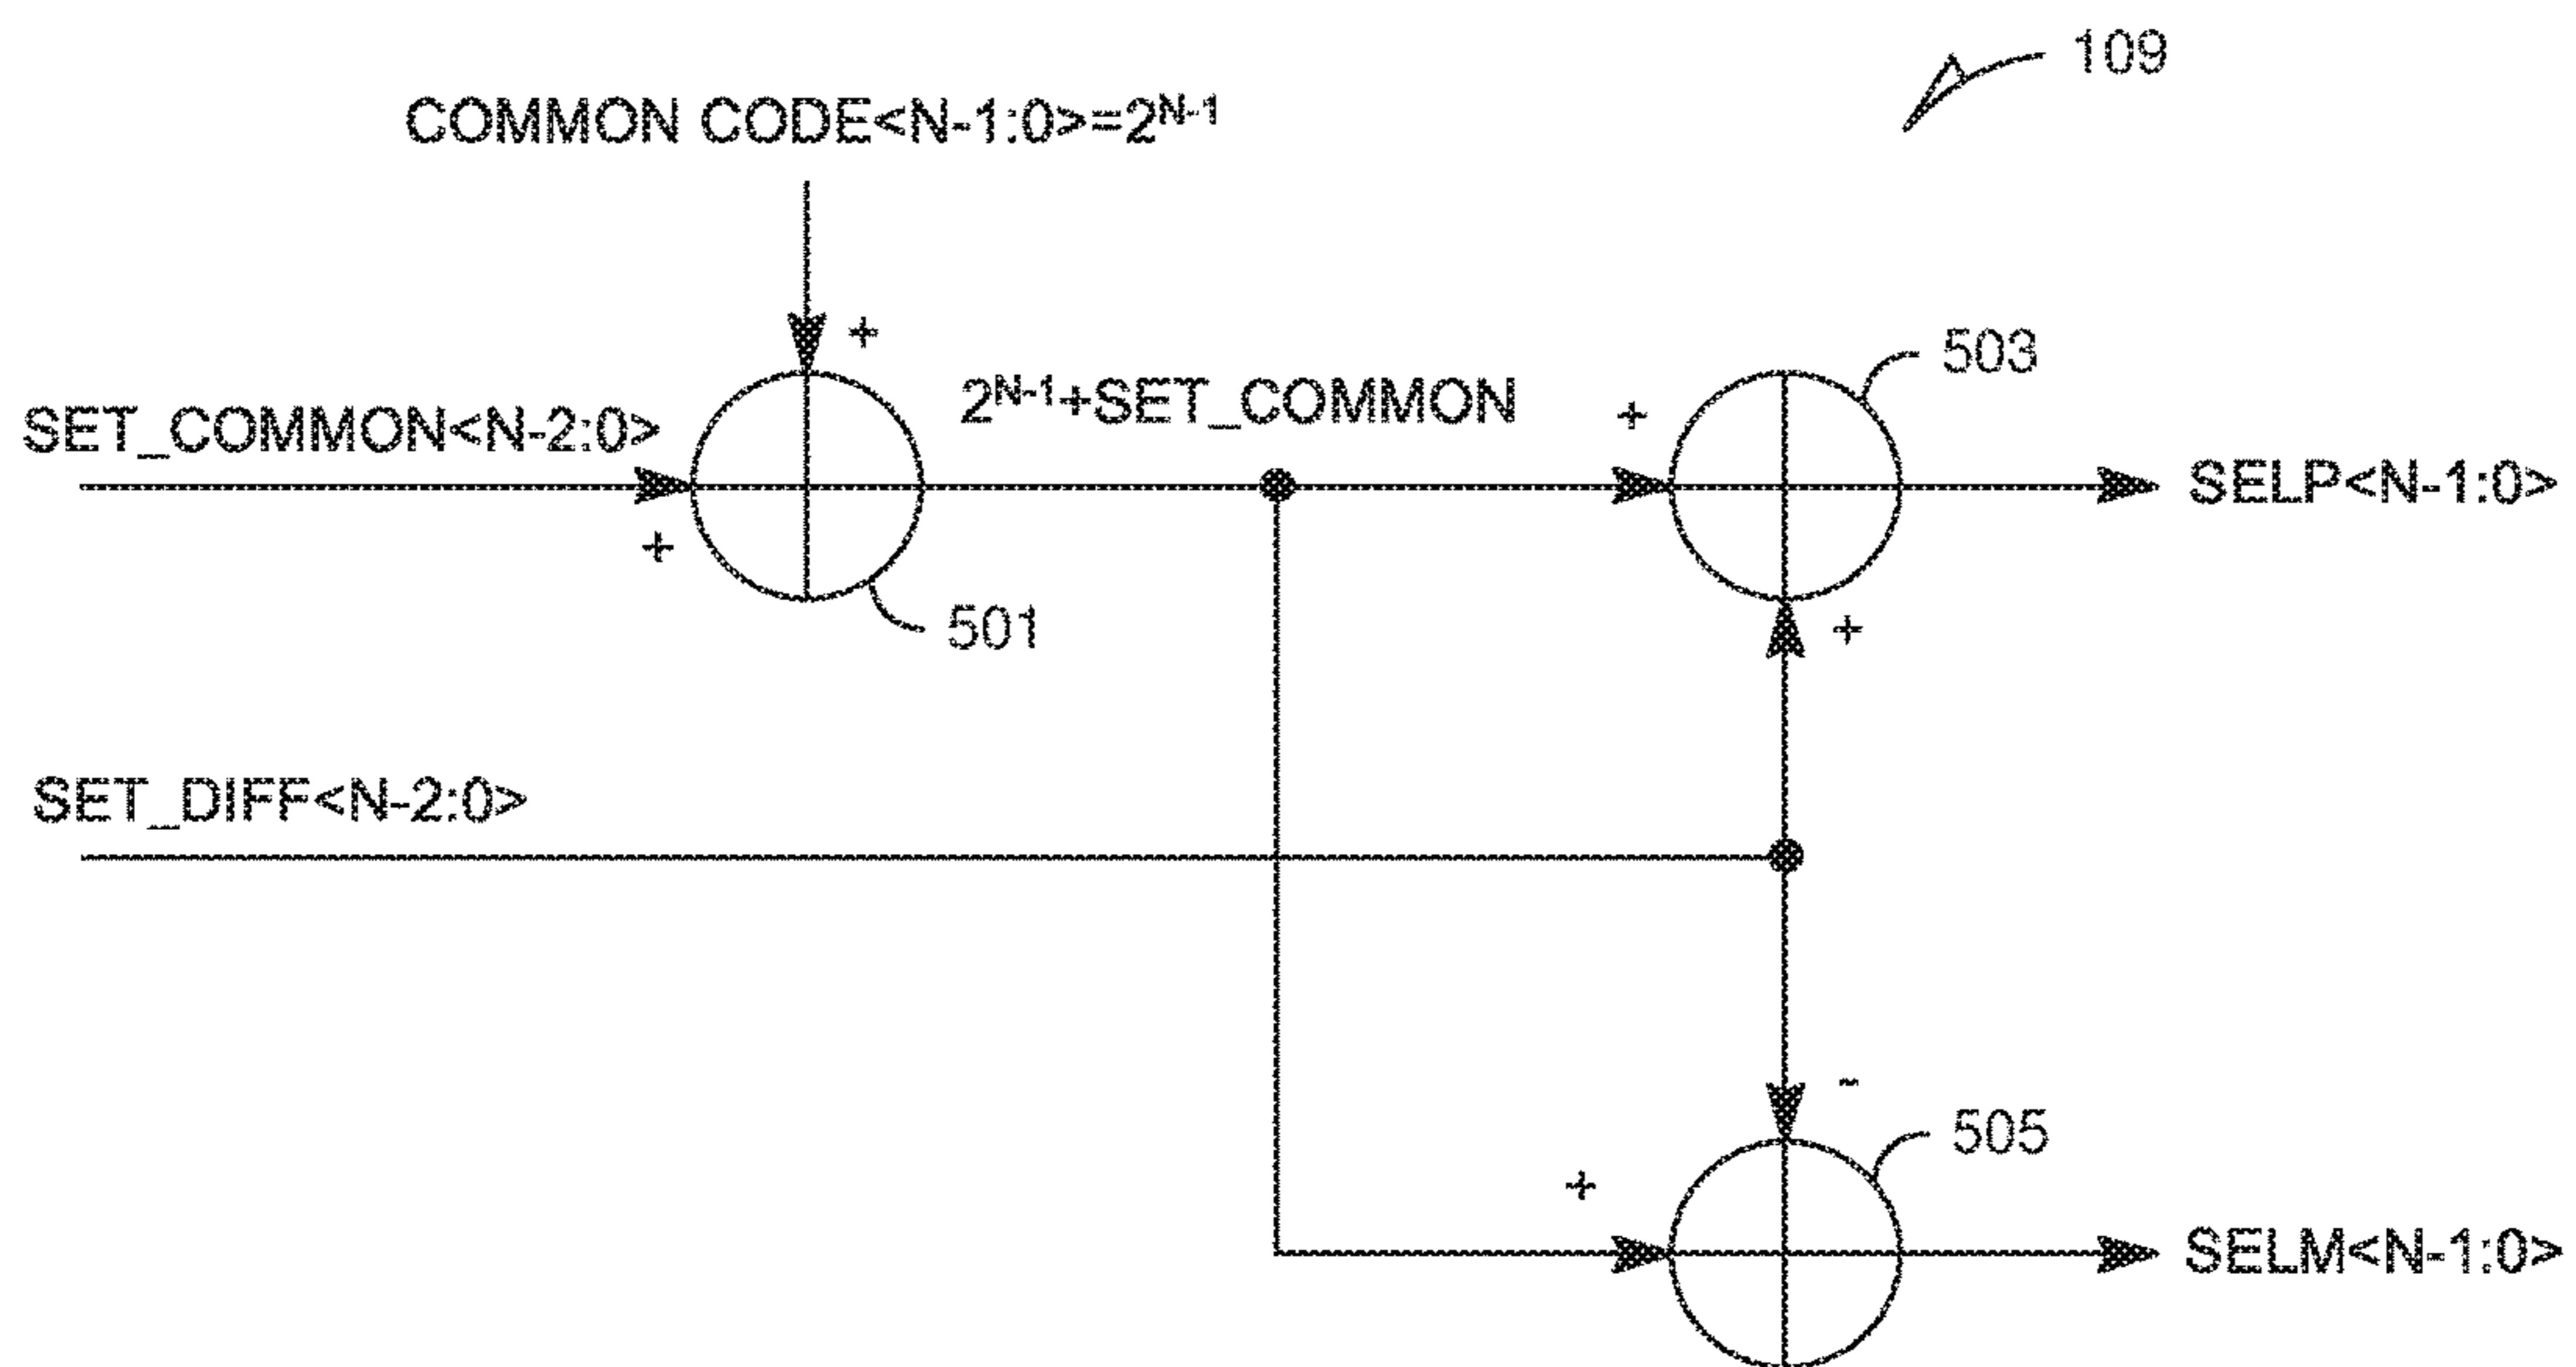 109
COMMON CODE<N-1:0>=2^N-1
+
503
2^N-1+SET_COMMON
+
SET_COMMON<N-2:0>
SELP<N-1:0>
+
501
+
SET_DIFF<N-2:0>
-
505
+
SELM<N-1:0>